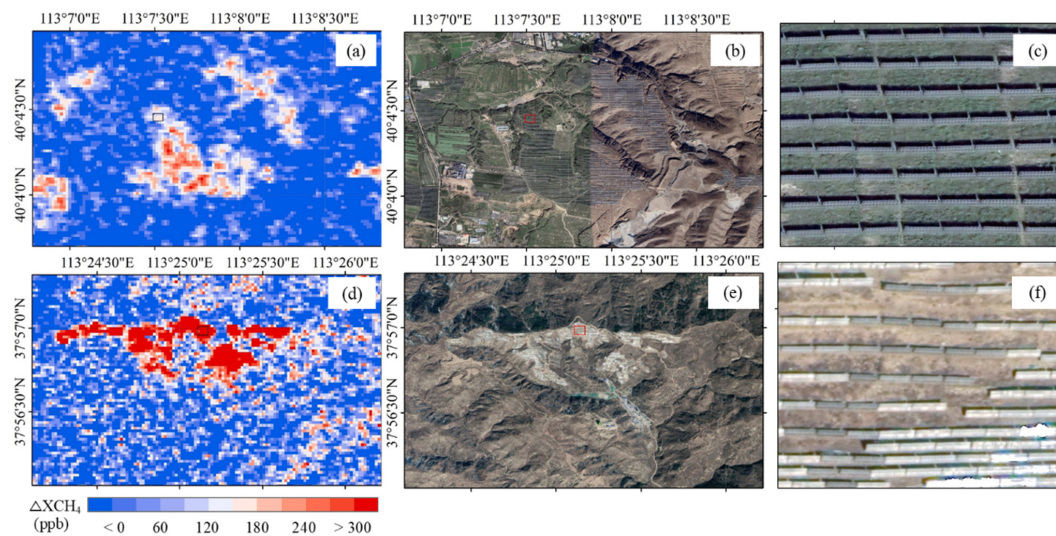 113°7'0"E 113°7'30"E 113°8'0"E 113°8'30"E
113°7'0"E 113°7'30"E 113°8'0"E 113°8'30"E
(a)
(b)
(c)
40°4'30"N
40°4'0"N
40°4'30"N
40°4'0"N
113°24'30"E 113°25'0"E 113°25'30"E 113°26'0"E
113°24'30"E 113°25'0"E 113°25'30"E 113°26'0"E
(d)
(e)
(f)
37°57'0"N
37°56'30"N
37°57'0"N
37°56'30"N
△XCH₄
(ppb)
< 0 60 120 180 240 > 300